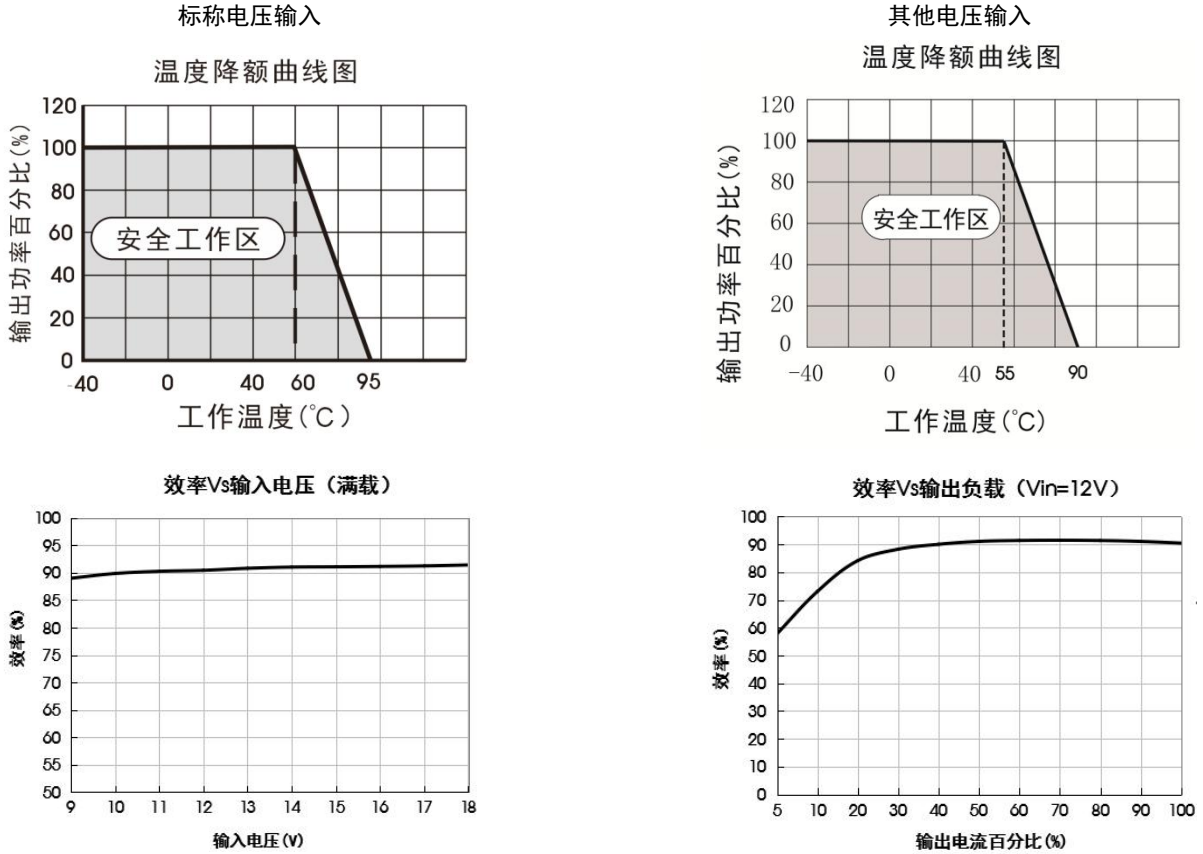 标称电压输入
温度降额曲线图
输出功率百分比(%)
120
100
80
60
40
20
0
安全工作区
-40 0 40 60 95
工作温度(℃)
其他电压输入
温度降额曲线图
输出功率百分比(%)
120
100
80
60
40
20
0
安全工作区
-40 0 40 55 90
工作温度(℃)
效率Vs输入电压（满载）
效率(%)
100
95
90
85
80
75
70
65
60
55
50
9 10 11 12 13 14 15 16 17 18
输入电压(V)
效率Vs输出负载（Vin=12V）
效率(%)
100
90
80
70
60
50
40
30
20
10
0
5 10 20 30 40 50 60 70 80 90 100
输出电流百分比(%)